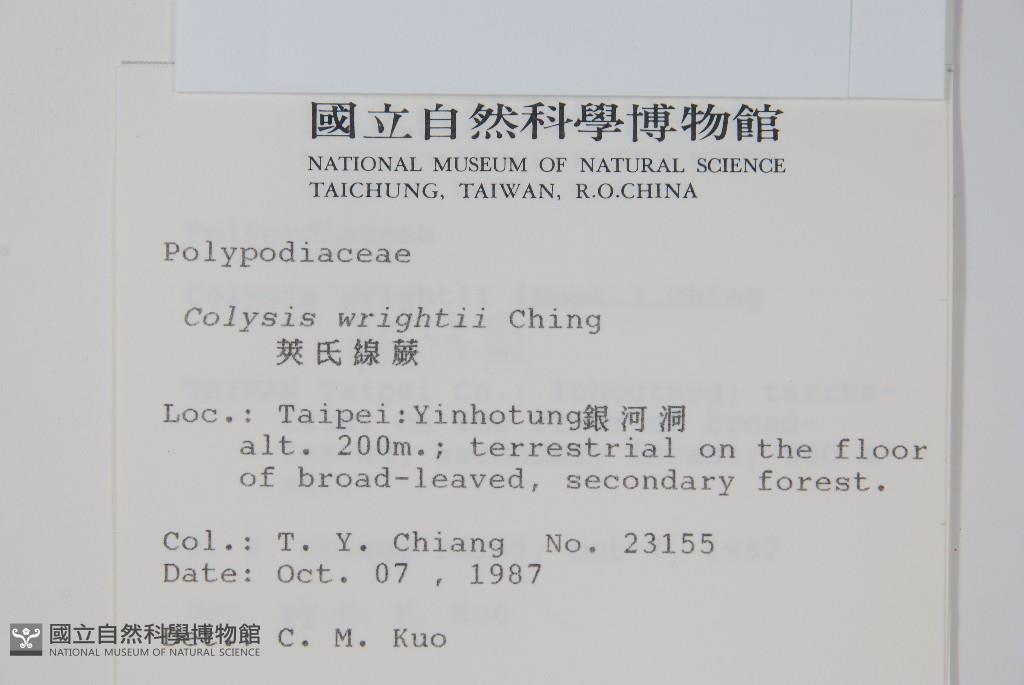 國立自然科學博物館
NATIONAL MUSEUM OF NATURAL SCIENCE
TAICHUNG, TAIWAN, R.O.CHINA
Polypodiaceae
Colysis wrightii Ching
萊氏線蕨
Loc.: Taipei:Yinhotung銀河洞
alt. 200m.; terrestrial on the floor
of broad-leaved, secondary forest.
Col.: T. Y. Chiang No. 23155
Date: Oct. 07 , 1987
Det.: C. M. Kuo
國立自然科學博物館
NATIONAL MUSEUM OF NATURAL SCIENCE